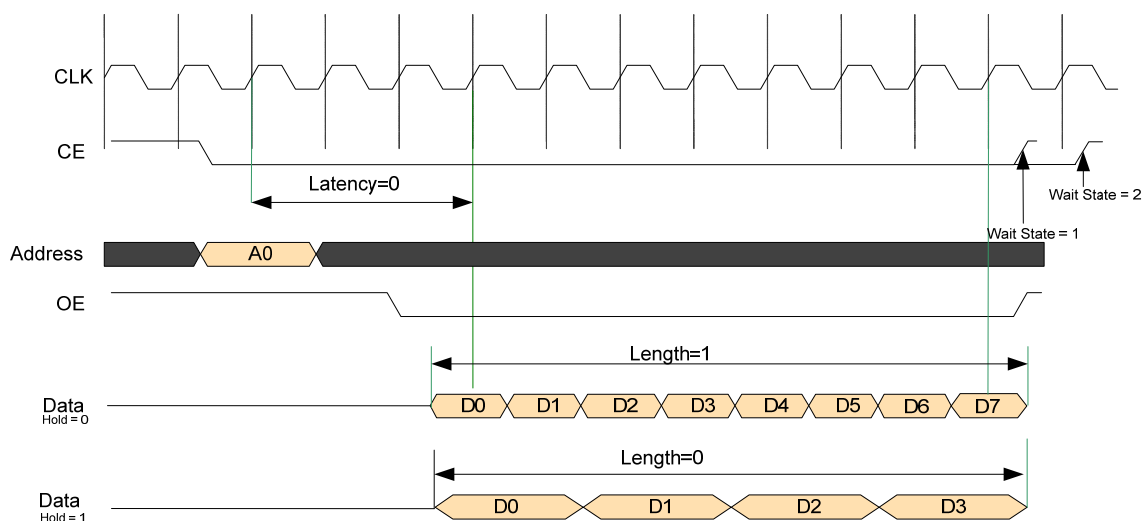 CLK
CE
Latency=0
Wait State = 2
Wait State = 1
Address
A0
OE
Length=1
Data
Hold = 0
D0 D1 D2 D3 D4 D5 D6 D7
Length=0
Data
Hold = 1
D0 D1 D2 D3